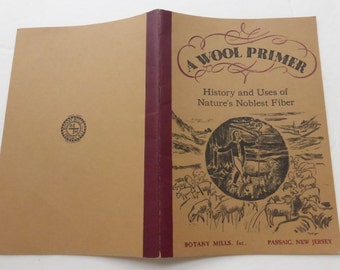 A WOOL PRIMER
History and Uses of
Nature's Noblest Fiber
BOTANY MILLS, Inc. PASSAIC, NEW JERSEY